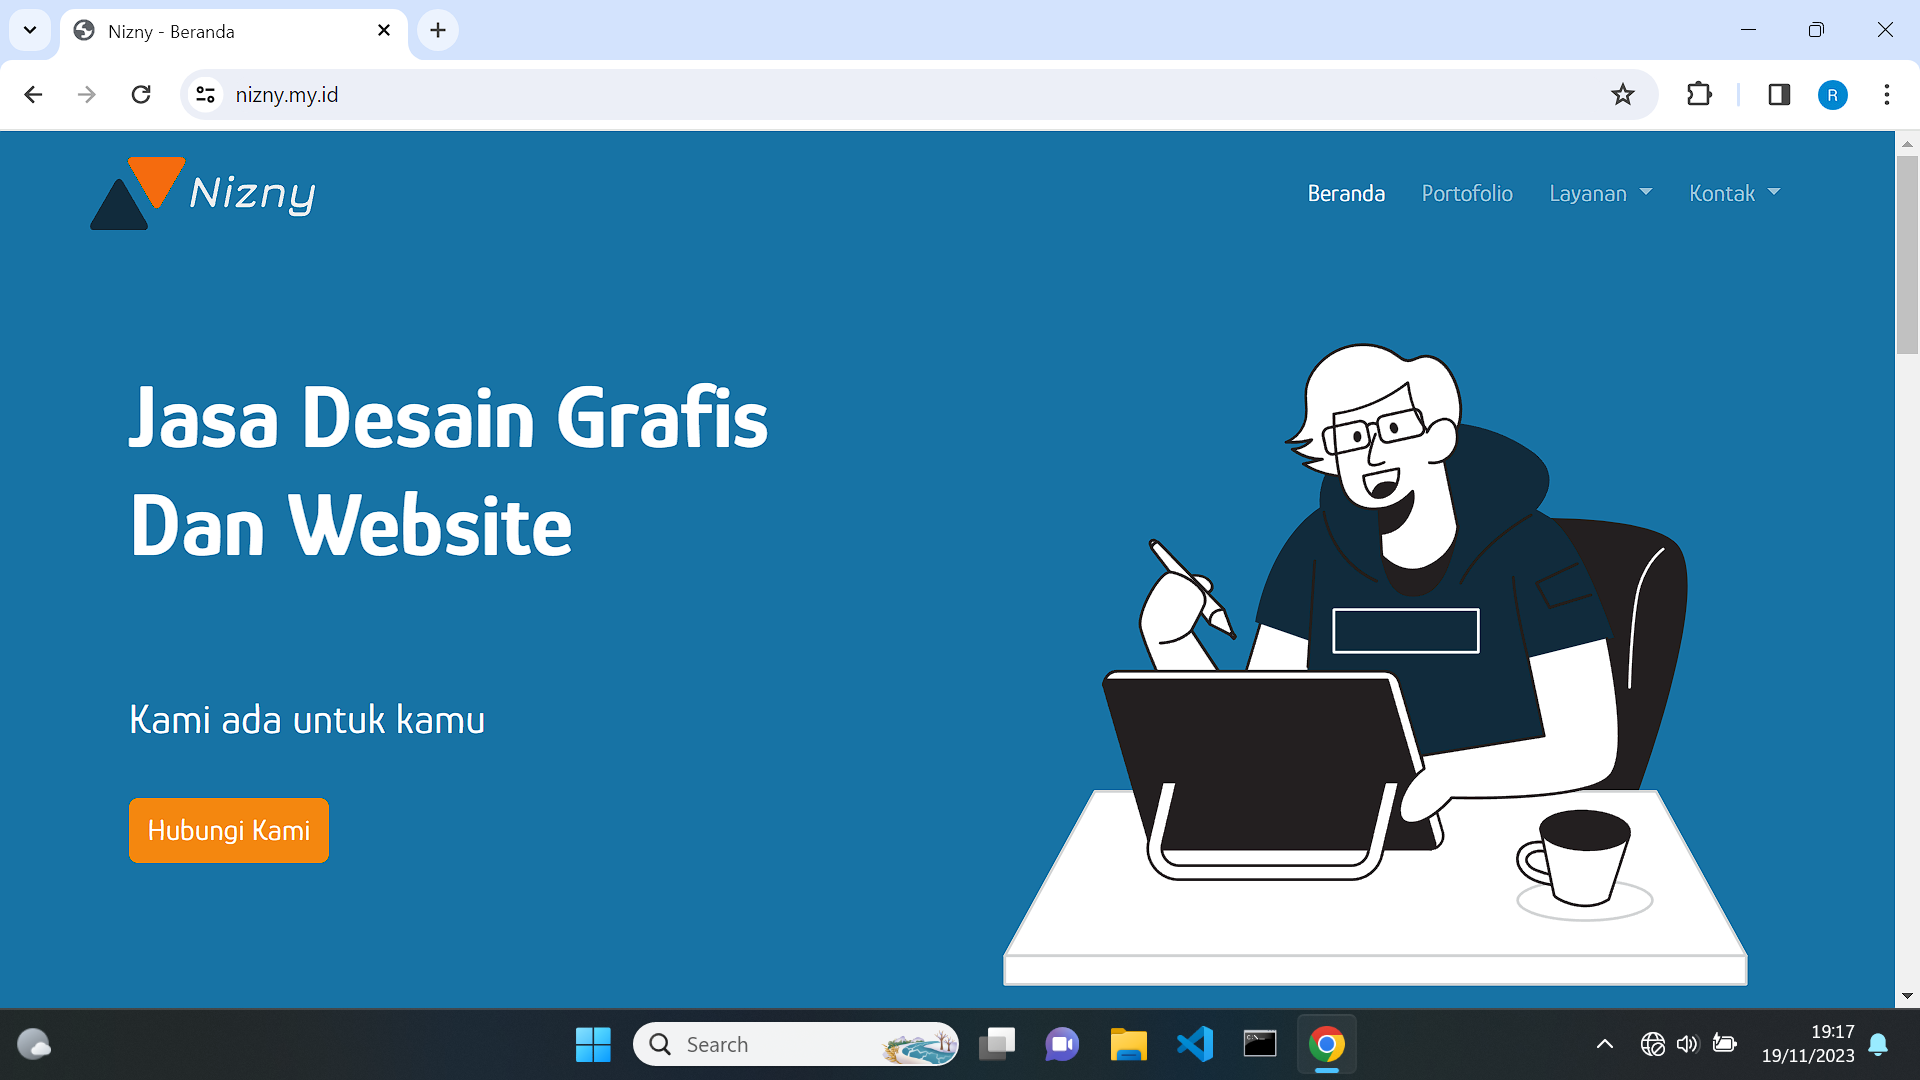 Nizny - Beranda
nizny.my.id
R
Nizny
Beranda Portofolio Layanan Kontak
Jasa Desain Grafis
Dan Website
Kami ada untuk kamu
Hubungi Kami
Search
19:17
19/11/2023